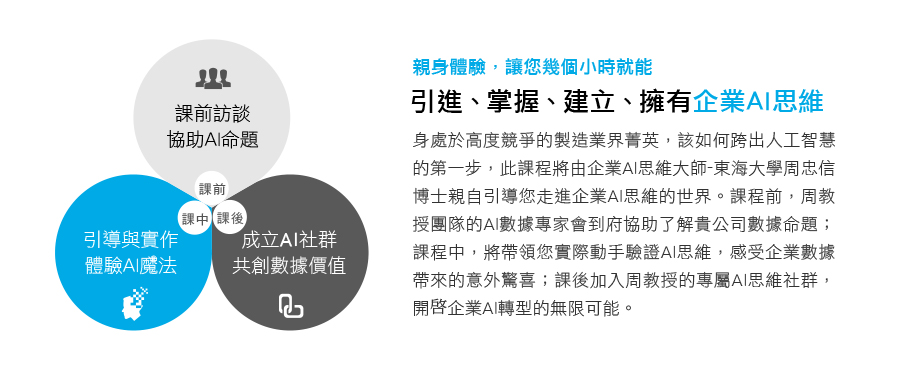 課前訪談
協助AI命題
課前
課中
課後
引導與實作
體驗AI魔法
成立AI社群
共創數據價值
親身體驗，讓您幾個小時就能
引進、掌握、建立、擁有企業AI思維
身處於高度競爭的製造業界菁英，該如何跨出人工智慧
的第一步，此課程將由企業AI思維大師-東海大學周忠信
博士親自引導您走進企業AI思維的世界。課程前，周教
授團隊的AI數據專家會到府協助了解貴公司數據命題；
課程中，將帶領您實際動手驗證AI思維，感受企業數據
帶來的意外驚喜；課後加入周教授的專屬AI思維社群，
開啓企業AI轉型的無限可能。